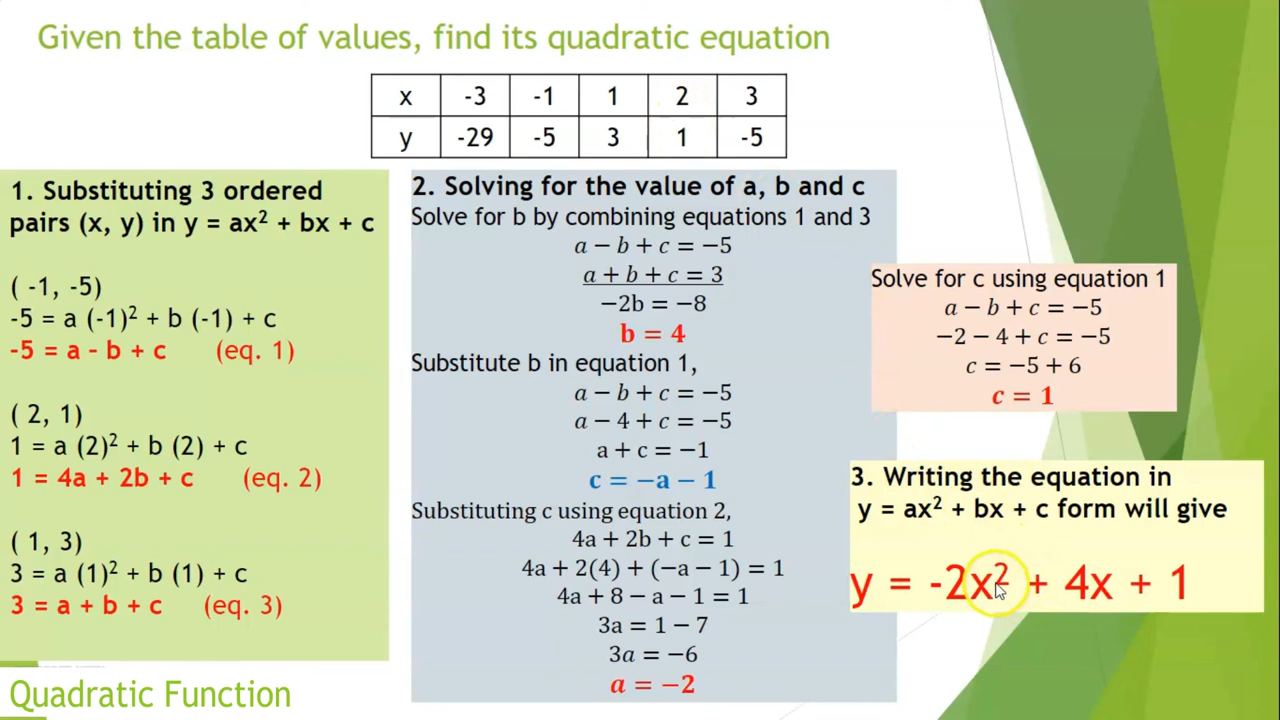 Given the table of values, find its quadratic equation
x -3 -1 1 2 3
y -29 -5 3 1 -5
1. Substituting 3 ordered
pairs (x, y) in y = ax² + bx + c
( -1, -5)
-5 = a (-1)² + b (-1) + c
-5 = a - b + c (eq. 1)
( 2, 1)
1 = a (2)² + b (2) + c
1 = 4a + 2b + c (eq. 2)
( 1, 3)
3 = a (1)² + b (1) + c
3 = a + b + c (eq. 3)
2. Solving for the value of a, b and c
Solve for b by combining equations 1 and 3
a − b + c = −5
a + b + c = 3
−2b = −8
b = 4
Substitute b in equation 1,
a − b + c = −5
a − 4 + c = −5
a + c = −1
c = −a − 1
Substituting c using equation 2,
4a + 2b + c = 1
4a + 2(4) + (−a − 1) = 1
4a + 8 − a − 1 = 1
3a = 1 − 7
3a = −6
a = −2
Solve for c using equation 1
a − b + c = −5
−2 − 4 + c = −5
c = −5 + 6
c = 1
3. Writing the equation in
y = ax² + bx + c form will give
y = -2x² + 4x + 1
Quadratic Function